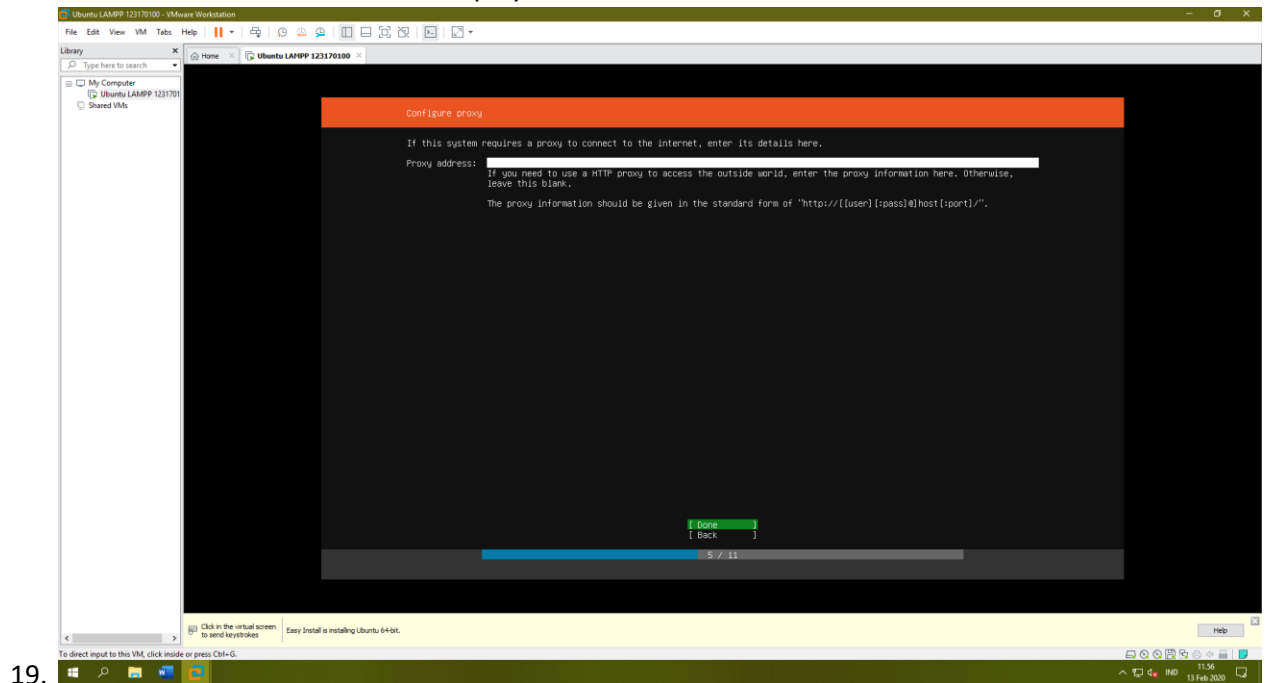 Ubuntu LAMPP 123170100 - VMware Workstation
File Edit View VM Tabs Help
Library
Type here to search
My Computer
Ubuntu LAMPP 1231701
Shared VMs
Home
Ubuntu LAMPP 123170100
Configure proxy
If this system requires a proxy to connect to the internet, enter its details here.
Proxy address:
If you need to use a HTTP proxy to access the outside world, enter the proxy information here. Otherwise,
leave this blank.
The proxy information should be given in the standard form of "http://[[user][:pass]@]host[:port]/".
[ Done ]
[ Back ]
5 / 11
Click in the virtual screen
to send keystrokes
Easy Install is installing Ubuntu 64-bit.
Help
To direct input to this VM, click inside or press Ctrl+G.
19.
IND
11.56
13 Feb 2020